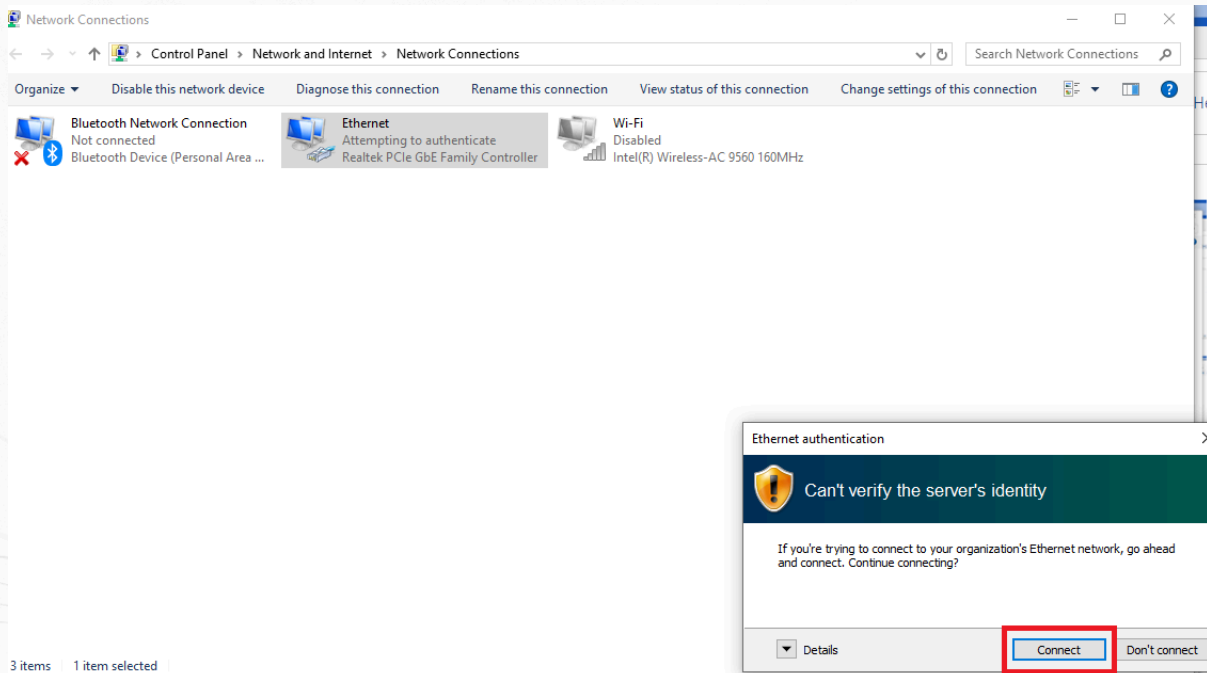 Network Connections
Control Panel > Network and Internet > Network Connections
Search Network Connections
Organize
Disable this network device
Diagnose this connection
Rename this connection
View status of this connection
Change settings of this connection
Bluetooth Network Connection
Not connected
Bluetooth Device (Personal Area ...
Ethernet
Attempting to authenticate
Realtek PCIe GbE Family Controller
Wi-Fi
Disabled
Intel(R) Wireless-AC 9560 160MHz
Ethernet authentication
Can't verify the server's identity
If you're trying to connect to your organization's Ethernet network, go ahead
and connect. Continue connecting?
Details
Connect
Don't connect
3 items
1 item selected